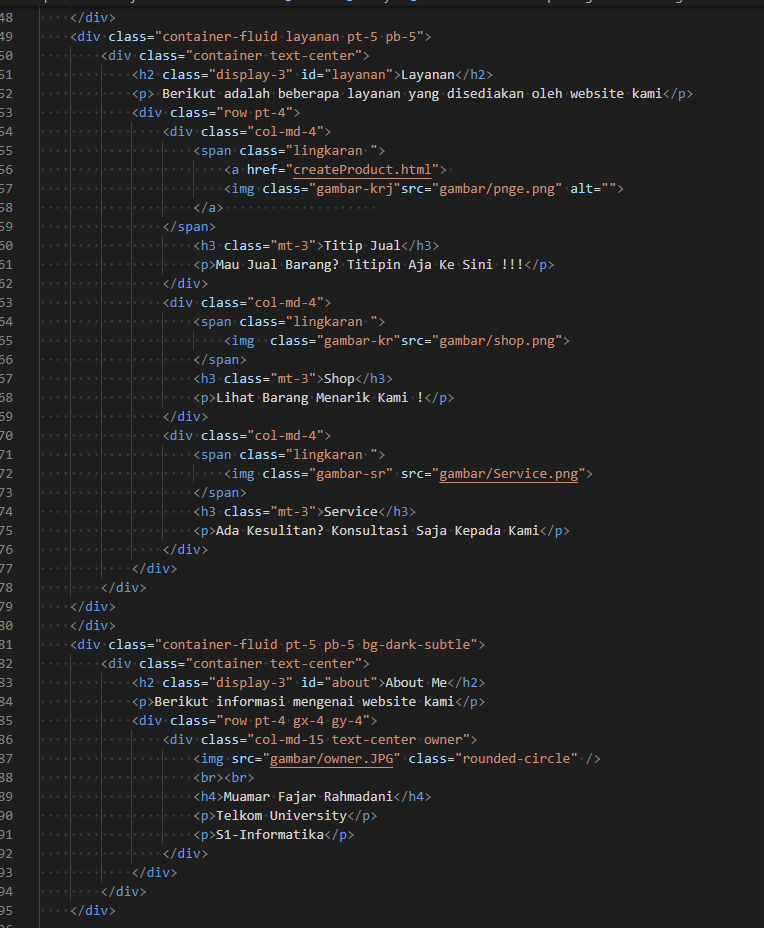 48 </div>
49 <div class="container-fluid layanan pt-5 pb-5">
50 <div class="container text-center">
51 <h2 class="display-3" id="layanan">Layanan</h2>
52 <p> Berikut adalah beberapa layanan yang disediakan oleh website kami</p>
53 <div class="row pt-4">
54 <div class="col-md-4">
55 <span class="lingkaran ">
56 <a href="createProduct.html">
57 <img class="gambar-krj"src="gambar/pnge.png" alt="">
58 </a>
59 </span>
60 <h3 class="mt-3">Titip Jual</h3>
61 <p>Mau Jual Barang? Titipin Aja Ke Sini !!!</p>
62 </div>
63 <div class="col-md-4">
64 <span class="lingkaran ">
65 <img  class="gambar-kr"src="gambar/shop.png">
66 </span>
67 <h3 class="mt-3">Shop</h3>
68 <p>Lihat Barang Menarik Kami !</p>
69 </div>
70 <div class="col-md-4">
71 <span class="lingkaran ">
72 <img class="gambar-sr" src="gambar/Service.png">
73 </span>
74 <h3 class="mt-3">Service</h3>
75 <p>Ada Kesulitan? Konsultasi Saja Kepada Kami</p>
76 </div>
77 </div>
78 </div>
79 </div>
80 </div>
81 <div class="container-fluid pt-5 pb-5 bg-dark-subtle">
82 <div class="container text-center">
83 <h2 class="display-3" id="about">About Me</h2>
84 <p>Berikut informasi mengenai website kami</p>
85 <div class="row pt-4 gx-4 gy-4">
86 <div class="col-md-15 text-center owner">
87 <img src="gambar/owner.JPG" class="rounded-circle" />
88 <br><br>
89 <h4>Muamar Fajar Rahmadani</h4>
90 <p>Telkom University</p>
91 <p>S1-Informatika</p>
92 </div>
93 </div>
94 </div>
95 </div>